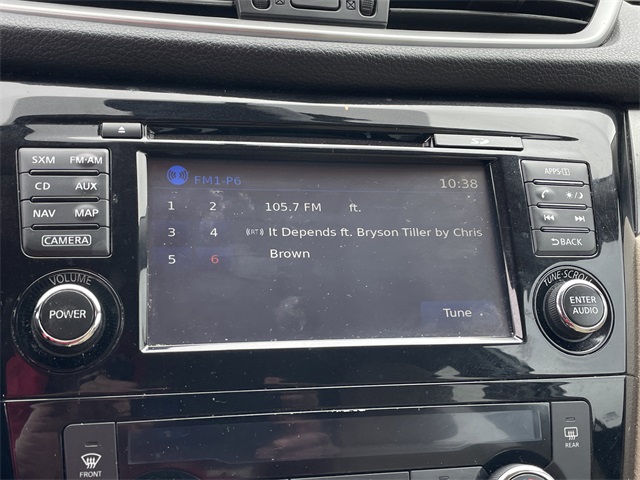 SD
SXM FM·AM
CD AUX
NAV MAP
CAMERA
VOLUME
POWER
FM1-P6 10:38
1 2 105.7 FM ft.
3 4 ((RT)) It Depends ft. Bryson Tiller by Chris
5 6 Brown
Tune
APPS·[i]
BACK
TUNE·SCROLL
ENTER
AUDIO
FRONT
REAR